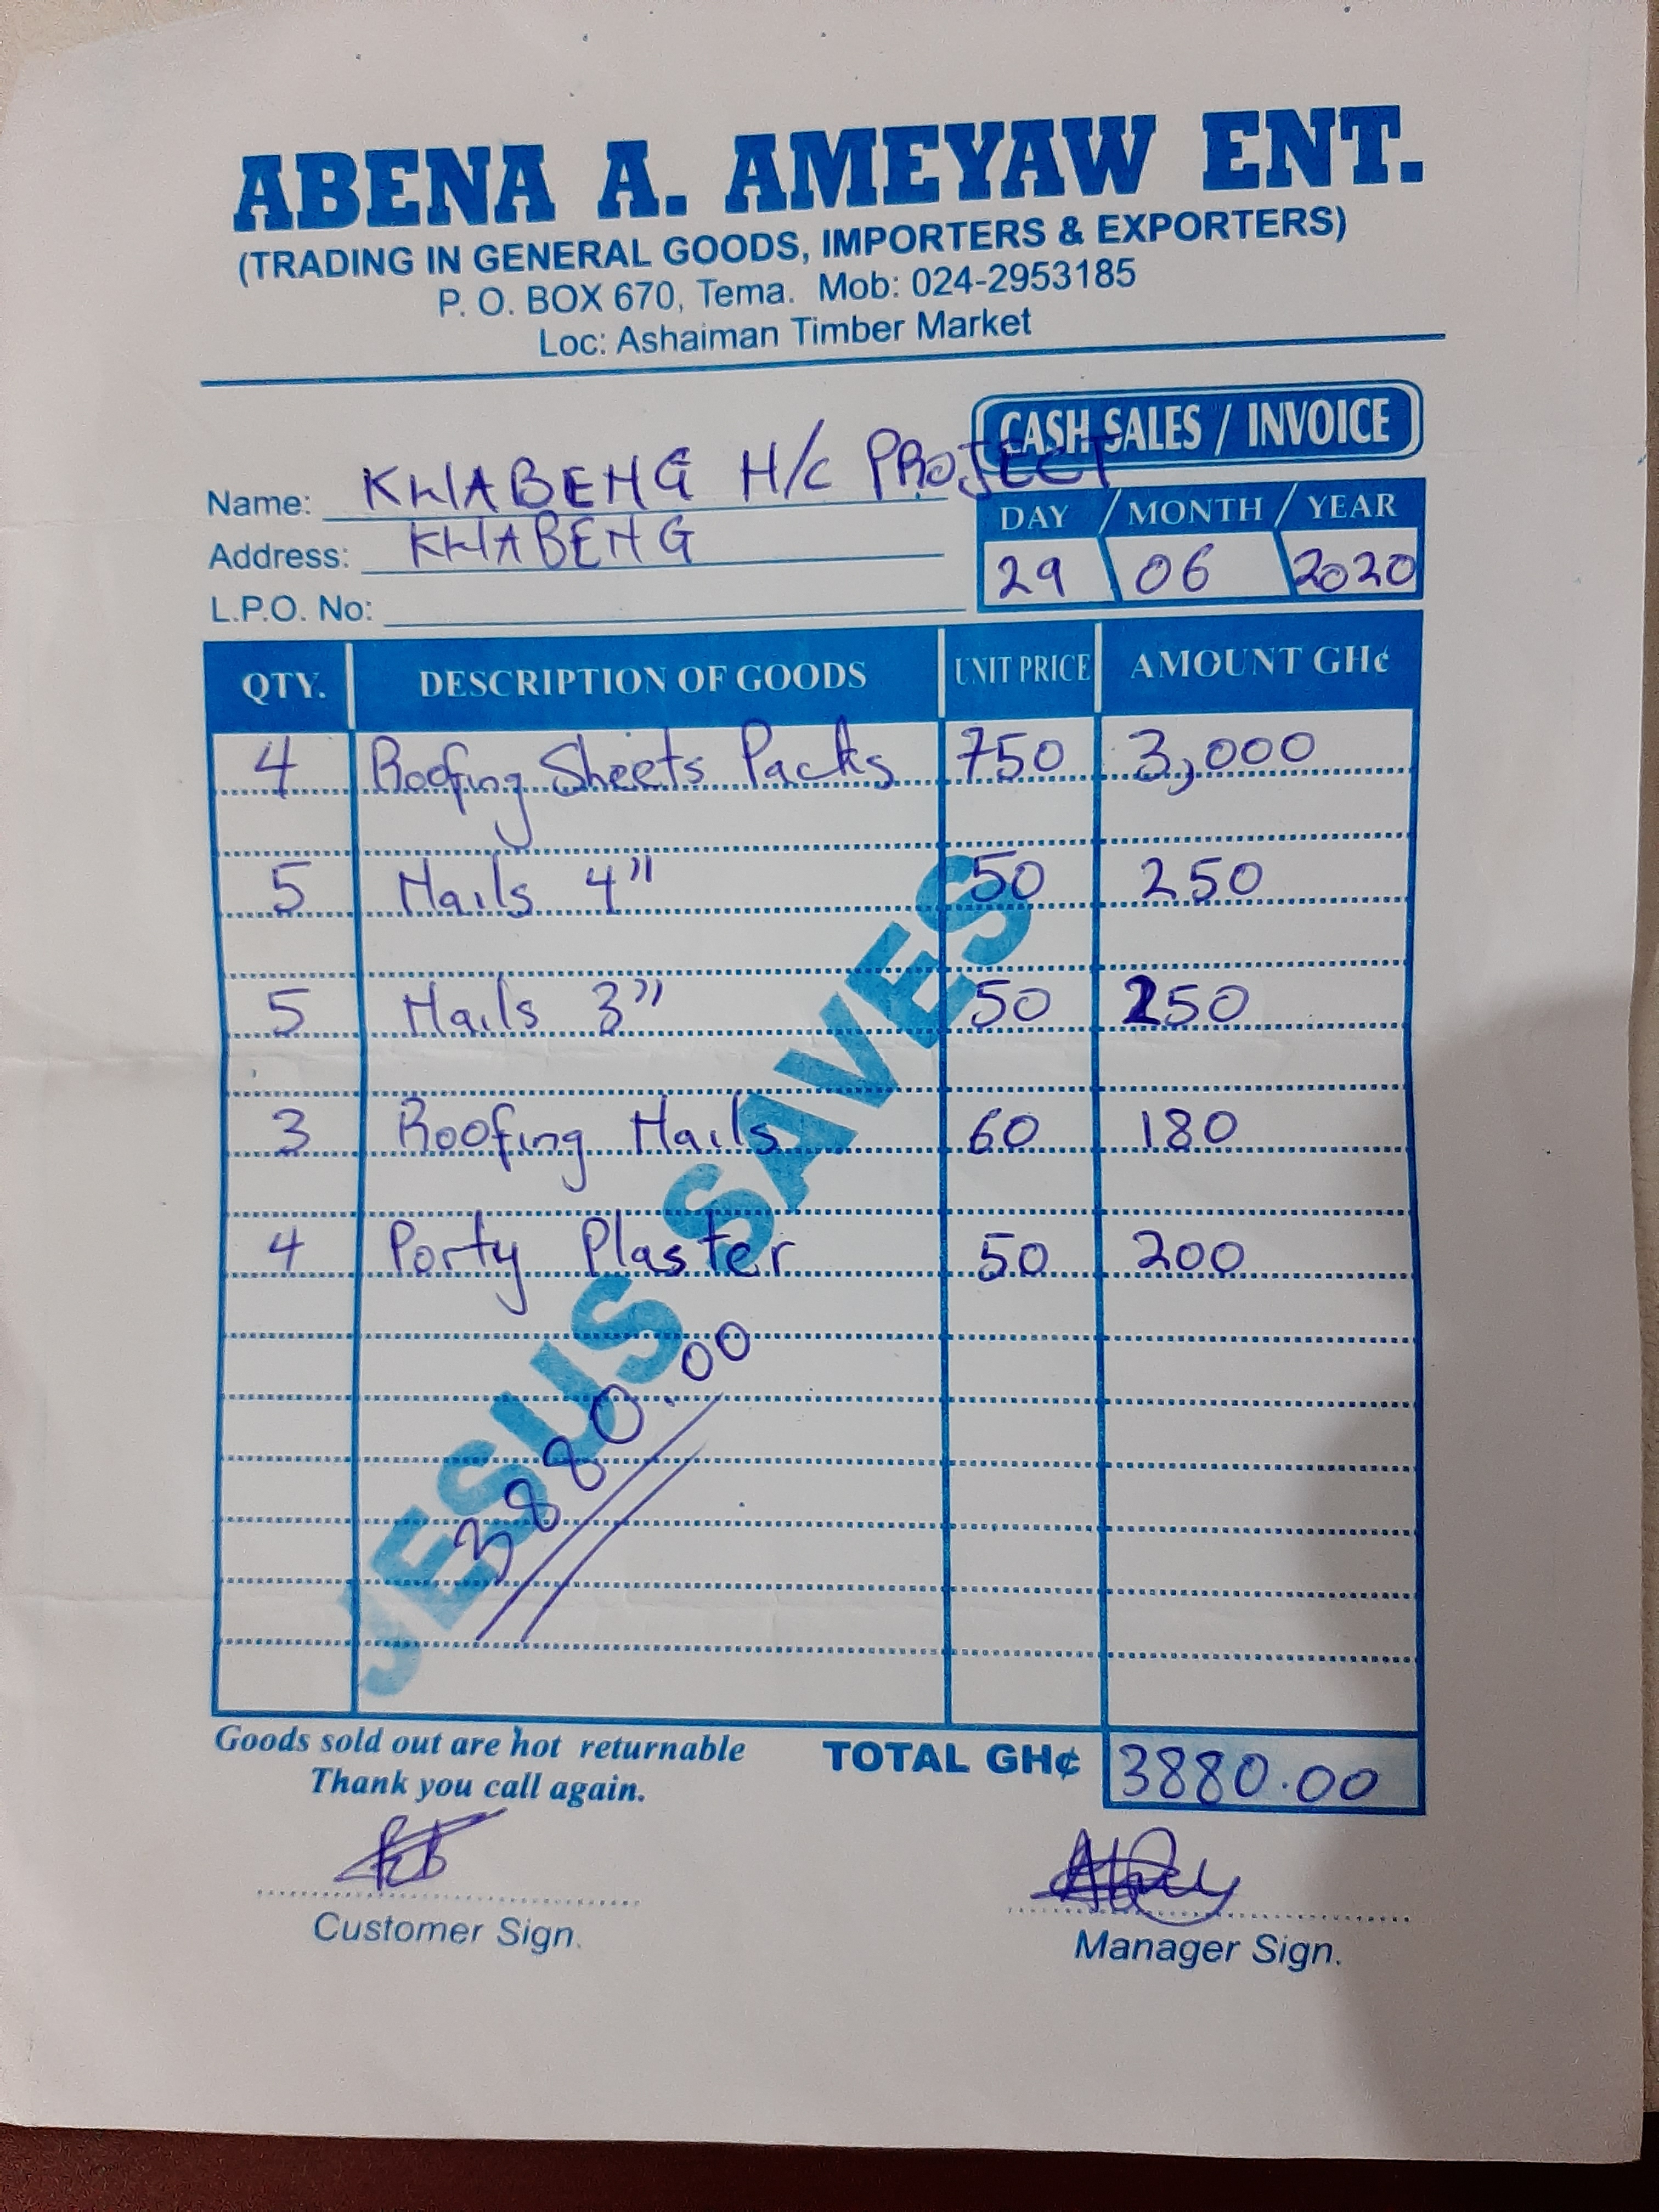 ABENA A. AMEYAW ENT.
(TRADING IN GENERAL GOODS, IMPORTERS & EXPORTERS)
P. O. BOX 670, Tema. Mob: 024-2953185
Loc: Ashaiman Timber Market
CASH SALES / INVOICE
Name: KWABENG H/C PROJECT
Address: KWABENG
L.P.O. No:
DAY / MONTH / YEAR
29 06 2020
QTY. DESCRIPTION OF GOODS UNIT PRICE AMOUNT GH¢
4 Roofing Sheets Packs 750 3,000
5 Nails 4" 50 250
5 Nails 3" 50 250
3 Roofing Nails 60 180
4 Porty Plaster 50 200
JESUS SAVES
3880.00
Goods sold out are not returnable
Thank you call again.
TOTAL GH¢ 3880.00
Customer Sign.
Manager Sign.